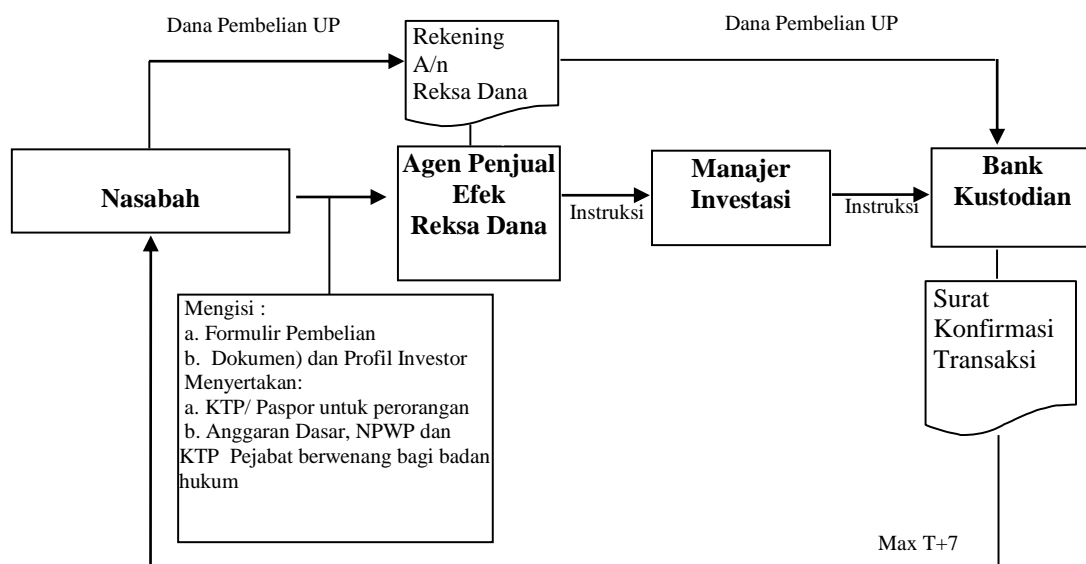 Dana Pembelian UP
Rekening
A/n
Reksa Dana
Dana Pembelian UP
Nasabah
Agen Penjual
Efek
Reksa Dana
Instruksi
Manajer
Investasi
Instruksi
Bank
Kustodian
Mengisi :
a. Formulir Pembelian
b. Dokumen) dan Profil Investor
Menyertakan:
a. KTP/ Paspor untuk perorangan
b. Anggaran Dasar, NPWP dan
KTP Pejabat berwenang bagi badan
hukum
Surat
Konfirmasi
Transaksi
Max T+7